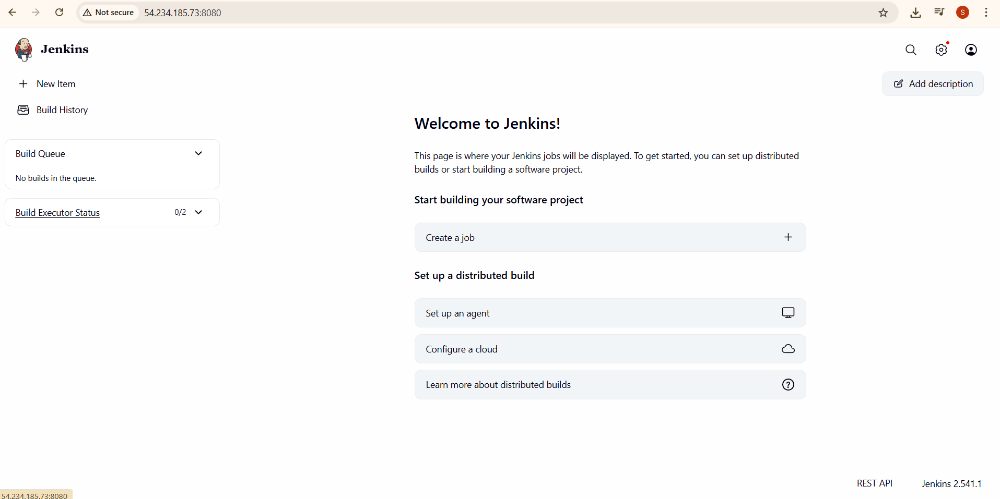 Not secure 54.234.185.73:8080
S
Jenkins
New Item
Add description
Build History
Welcome to Jenkins!
Build Queue
This page is where your Jenkins jobs will be displayed. To get started, you can set up distributed
builds or start building a software project.
No builds in the queue.
Start building your software project
Build Executor Status 0/2
Create a job
Set up a distributed build
Set up an agent
Configure a cloud
Learn more about distributed builds
REST API Jenkins 2.541.1
54.234.185.73:8080